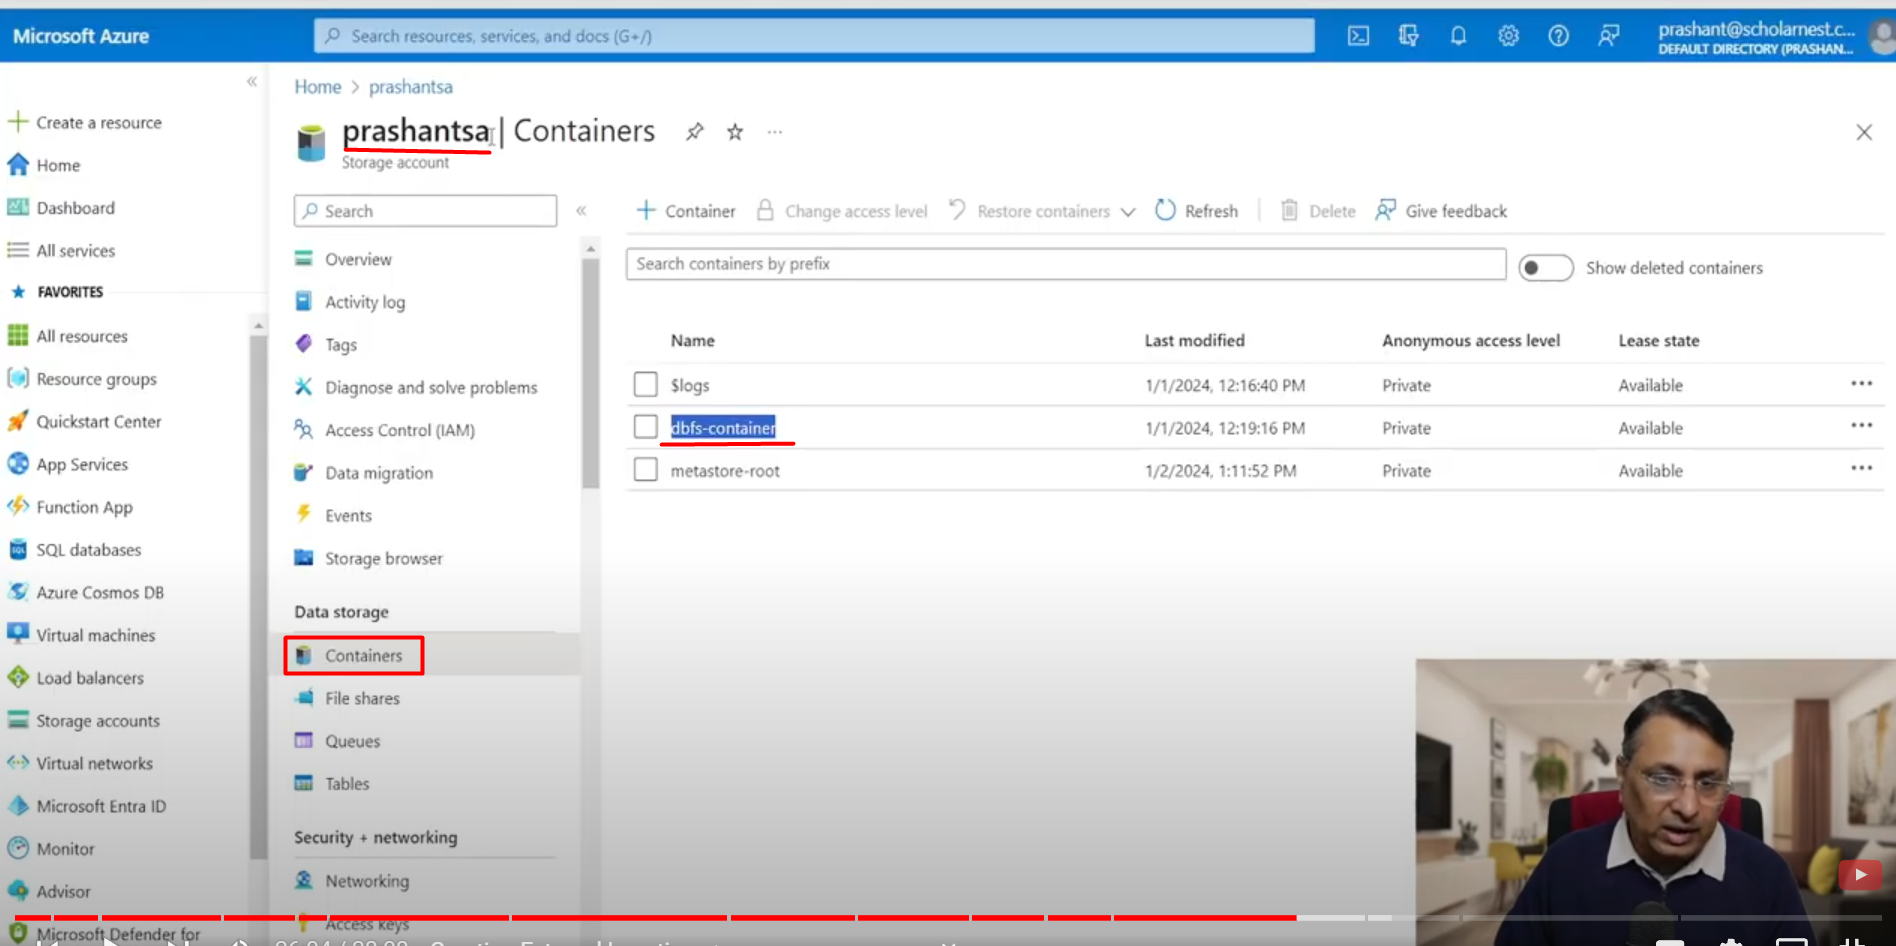 Microsoft Azure
Search resources, services, and docs (G+/)
prashant@scholarnest.c...
DEFAULT DIRECTORY (PRASHAN...
Home > prashantsa
prashantsa | Containers
Storage account
Create a resource
Home
Dashboard
All services
FAVORITES
All resources
Resource groups
Quickstart Center
App Services
Function App
SQL databases
Azure Cosmos DB
Virtual machines
Load balancers
Storage accounts
Virtual networks
Microsoft Entra ID
Monitor
Advisor
Microsoft Defender for
Search
Overview
Activity log
Tags
Diagnose and solve problems
Access Control (IAM)
Data migration
Events
Storage browser
Data storage
Containers
File shares
Queues
Tables
Security + networking
Networking
Access keys
Container
Change access level
Restore containers
Refresh
Delete
Give feedback
Search containers by prefix
Show deleted containers
Name Last modified Anonymous access level Lease state
$logs 1/1/2024, 12:16:40 PM Private Available
dbfs-container 1/1/2024, 12:19:16 PM Private Available
metastore-root 1/2/2024, 1:11:52 PM Private Available